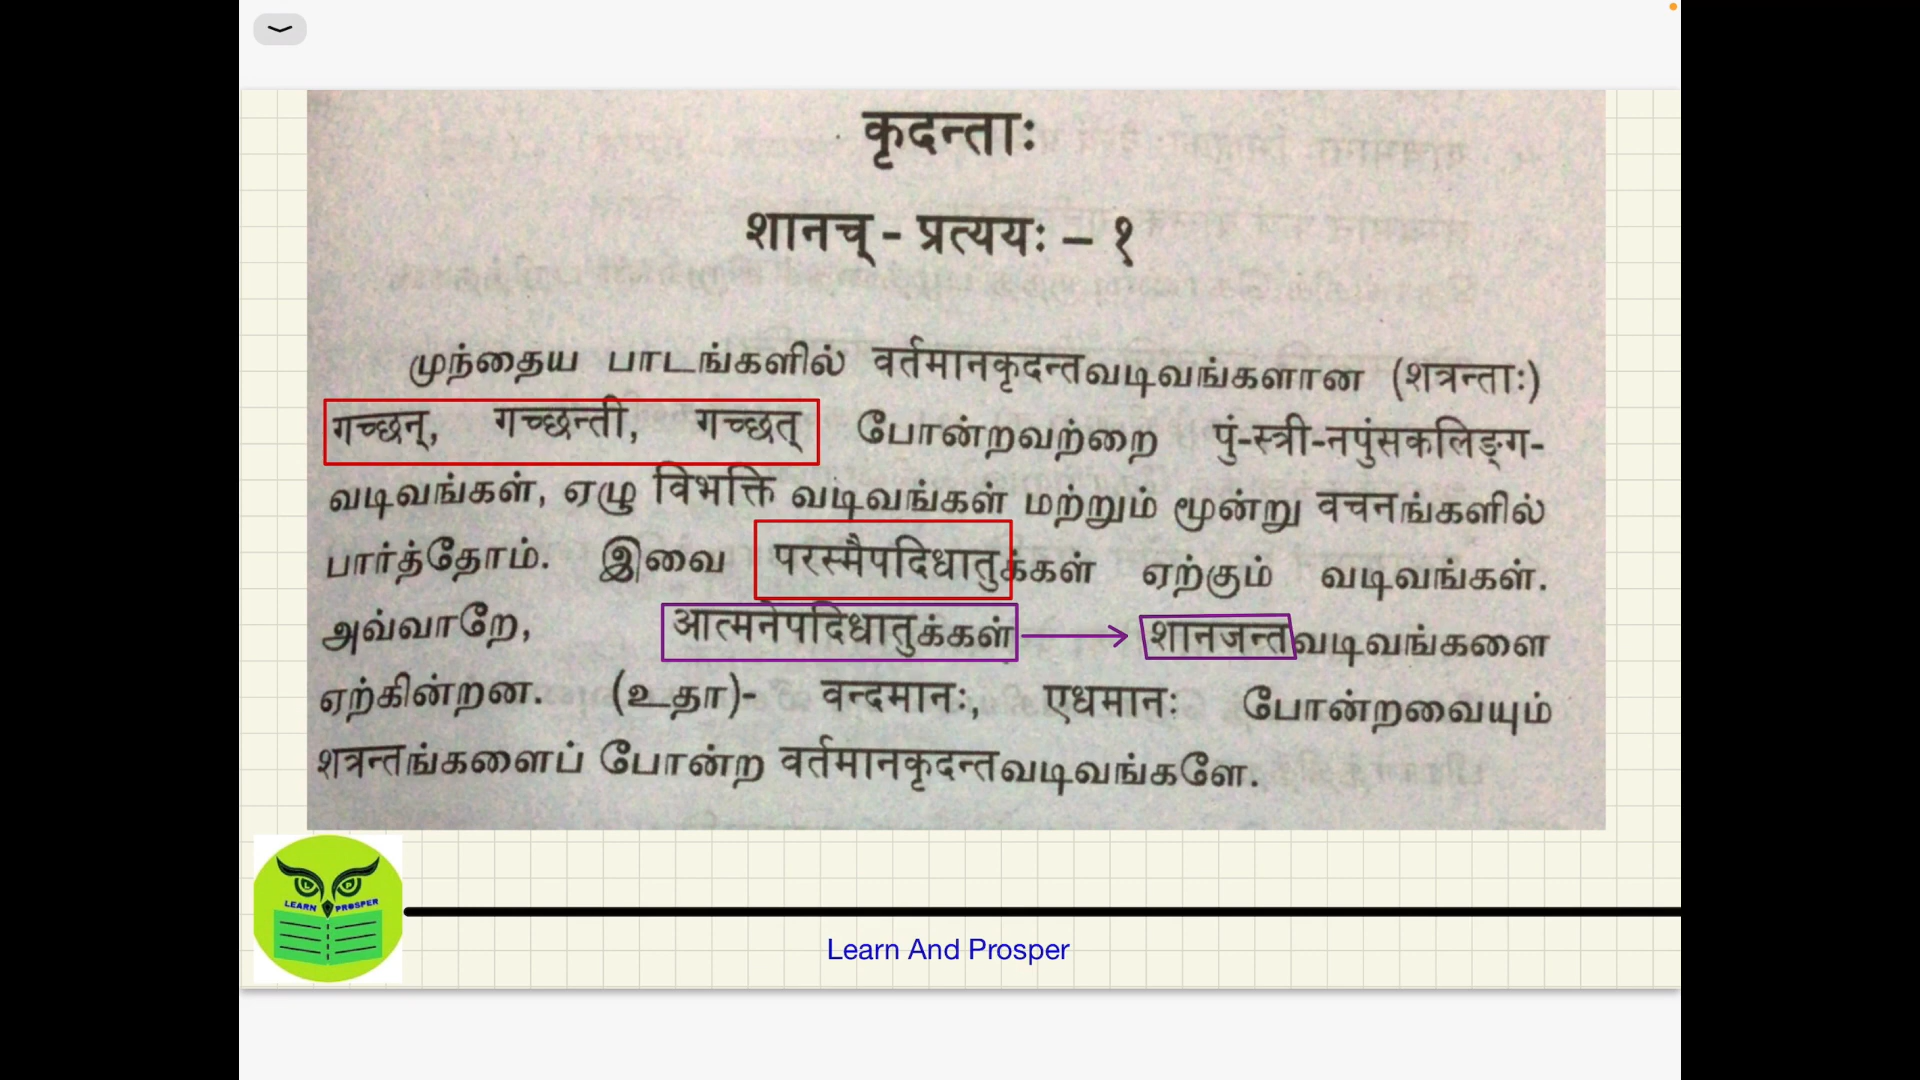 कृदन्ताः
शानच् - प्रत्ययः – १
முந்தைய பாடங்களில் वर्तमानकृदन्तவடிவங்களான (शत्रन्ताः)
गच्छन्, गच्छन्ती, गच्छत् போன்றவற்றை पुं-स्त्री-नपुंसकलिङ्ग-
வடிவங்கள், ஏழு विभक्ति வடிவங்கள் மற்றும் மூன்று वचनங்களில்
பார்த்தோம். இவை परस्मैपदिधातुக்கள் ஏற்கும் வடிவங்கள்.
அவ்வாறே, आत्मनेपदिधातुக்கள் शानजन्तவடிவங்களை
ஏற்கின்றன. (உதா)- वन्दमानः, एधमानः போன்றவையும்
शत्रन्तங்களைப் போன்ற वर्तमानकृदन्तவடிவங்களே.
LEARN PROSPER
Learn And Prosper